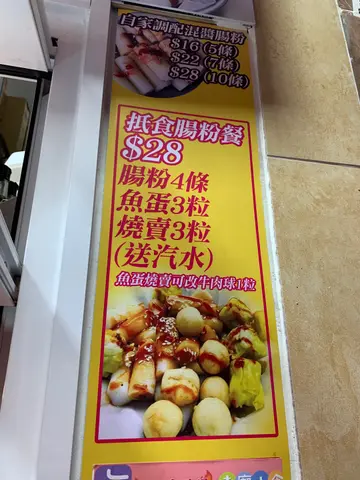 自家調配混醬腸粉
$16(5條)
$22(7條)
$28(10條)
抵食腸粉餐
$28
腸粉4條
魚蛋3粒
燒賣3粒
(送汽水)
魚蛋燒賣可改牛肉球1粒